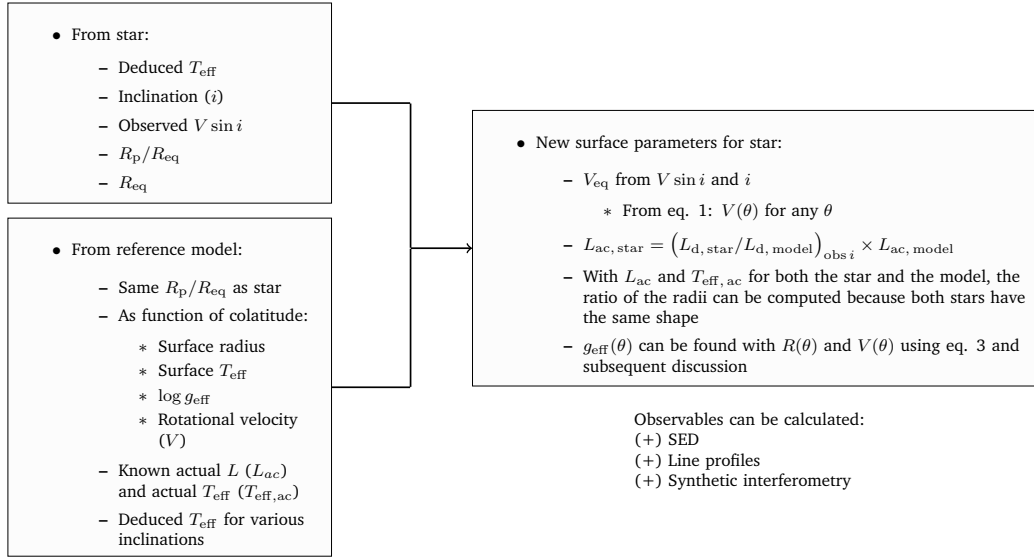 • From star:
– Deduced T_eff
– Inclination (i)
– Observed V sin i
– R_p/R_eq
– R_eq
• From reference model:
– Same R_p/R_eq as star
– As function of colatitude:
∗ Surface radius
∗ Surface T_eff
∗ log g_eff
∗ Rotational velocity
(V)
– Known actual L (L_ac)
and actual T_eff (T_eff,ac)
– Deduced T_eff for various
inclinations
• New surface parameters for star:
– V_eq from V sin i and i
∗ From eq. 1: V(θ) for any θ
– L_ac, star = (L_d, star/L_d, model)_obs i × L_ac, model
– With L_ac and T_eff, ac for both the star and the model, the
ratio of the radii can be computed because both stars have
the same shape
– g_eff(θ) can be found with R(θ) and V(θ) using eq. 3 and
subsequent discussion
Observables can be calculated:
(+) SED
(+) Line profiles
(+) Synthetic interferometry